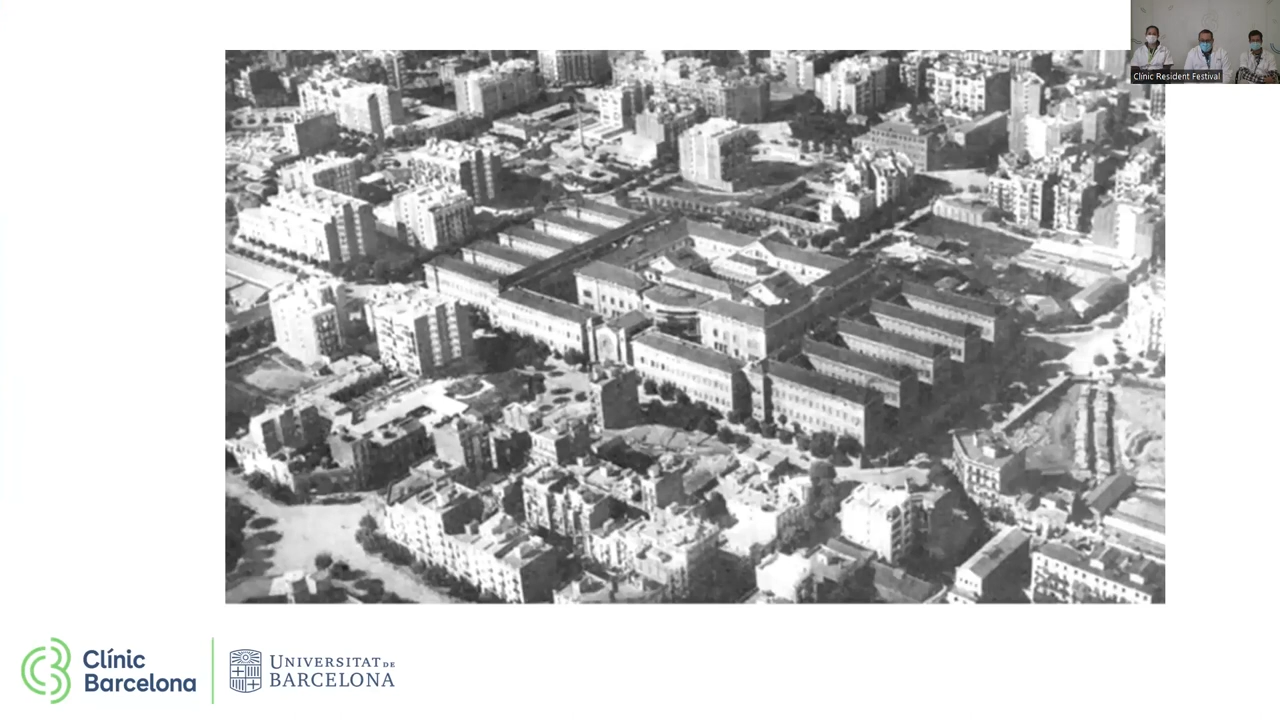 Clínic Resident Festival
Clínic
Barcelona
UNIVERSITAT DE
BARCELONA